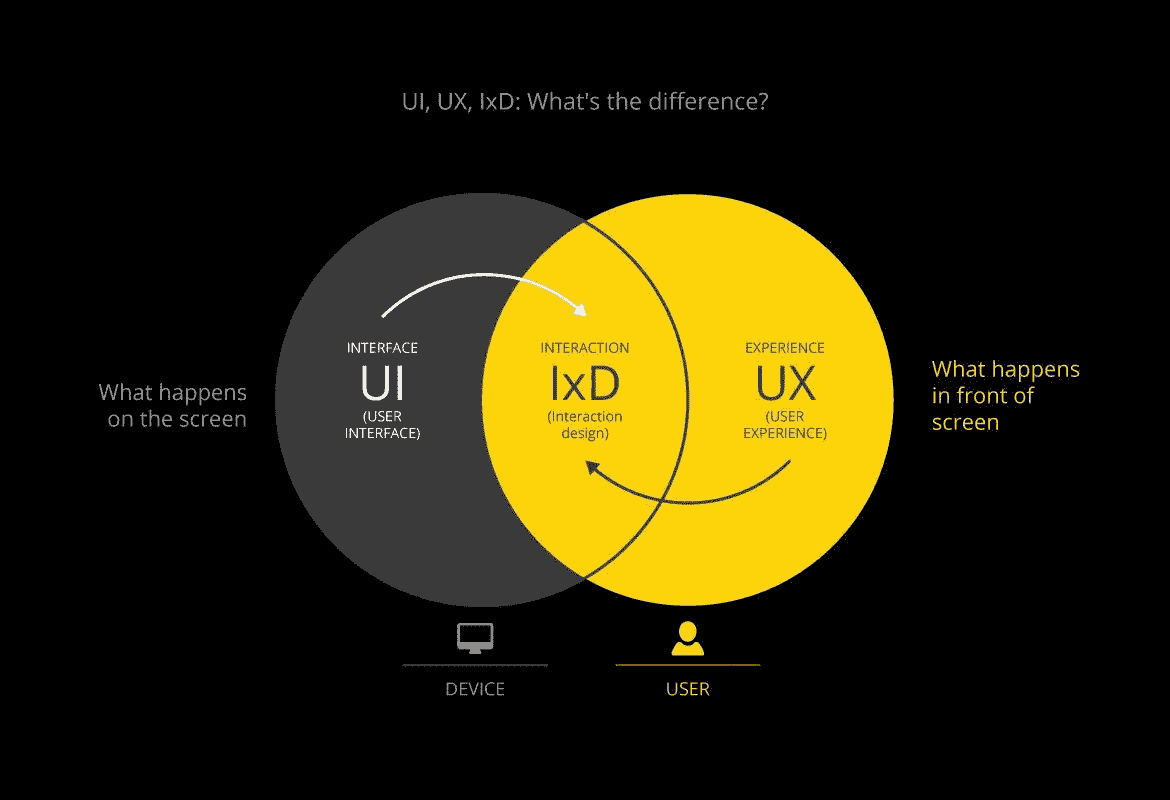 UI, UX, IxD: What's the difference?
What happens
on the screen
INTERFACE
UI
(USER
INTERFACE)
INTERACTION
IxD
(Interaction
design)
EXPERIENCE
UX
(USER
EXPERIENCE)
What happens
in front of
screen
DEVICE
USER